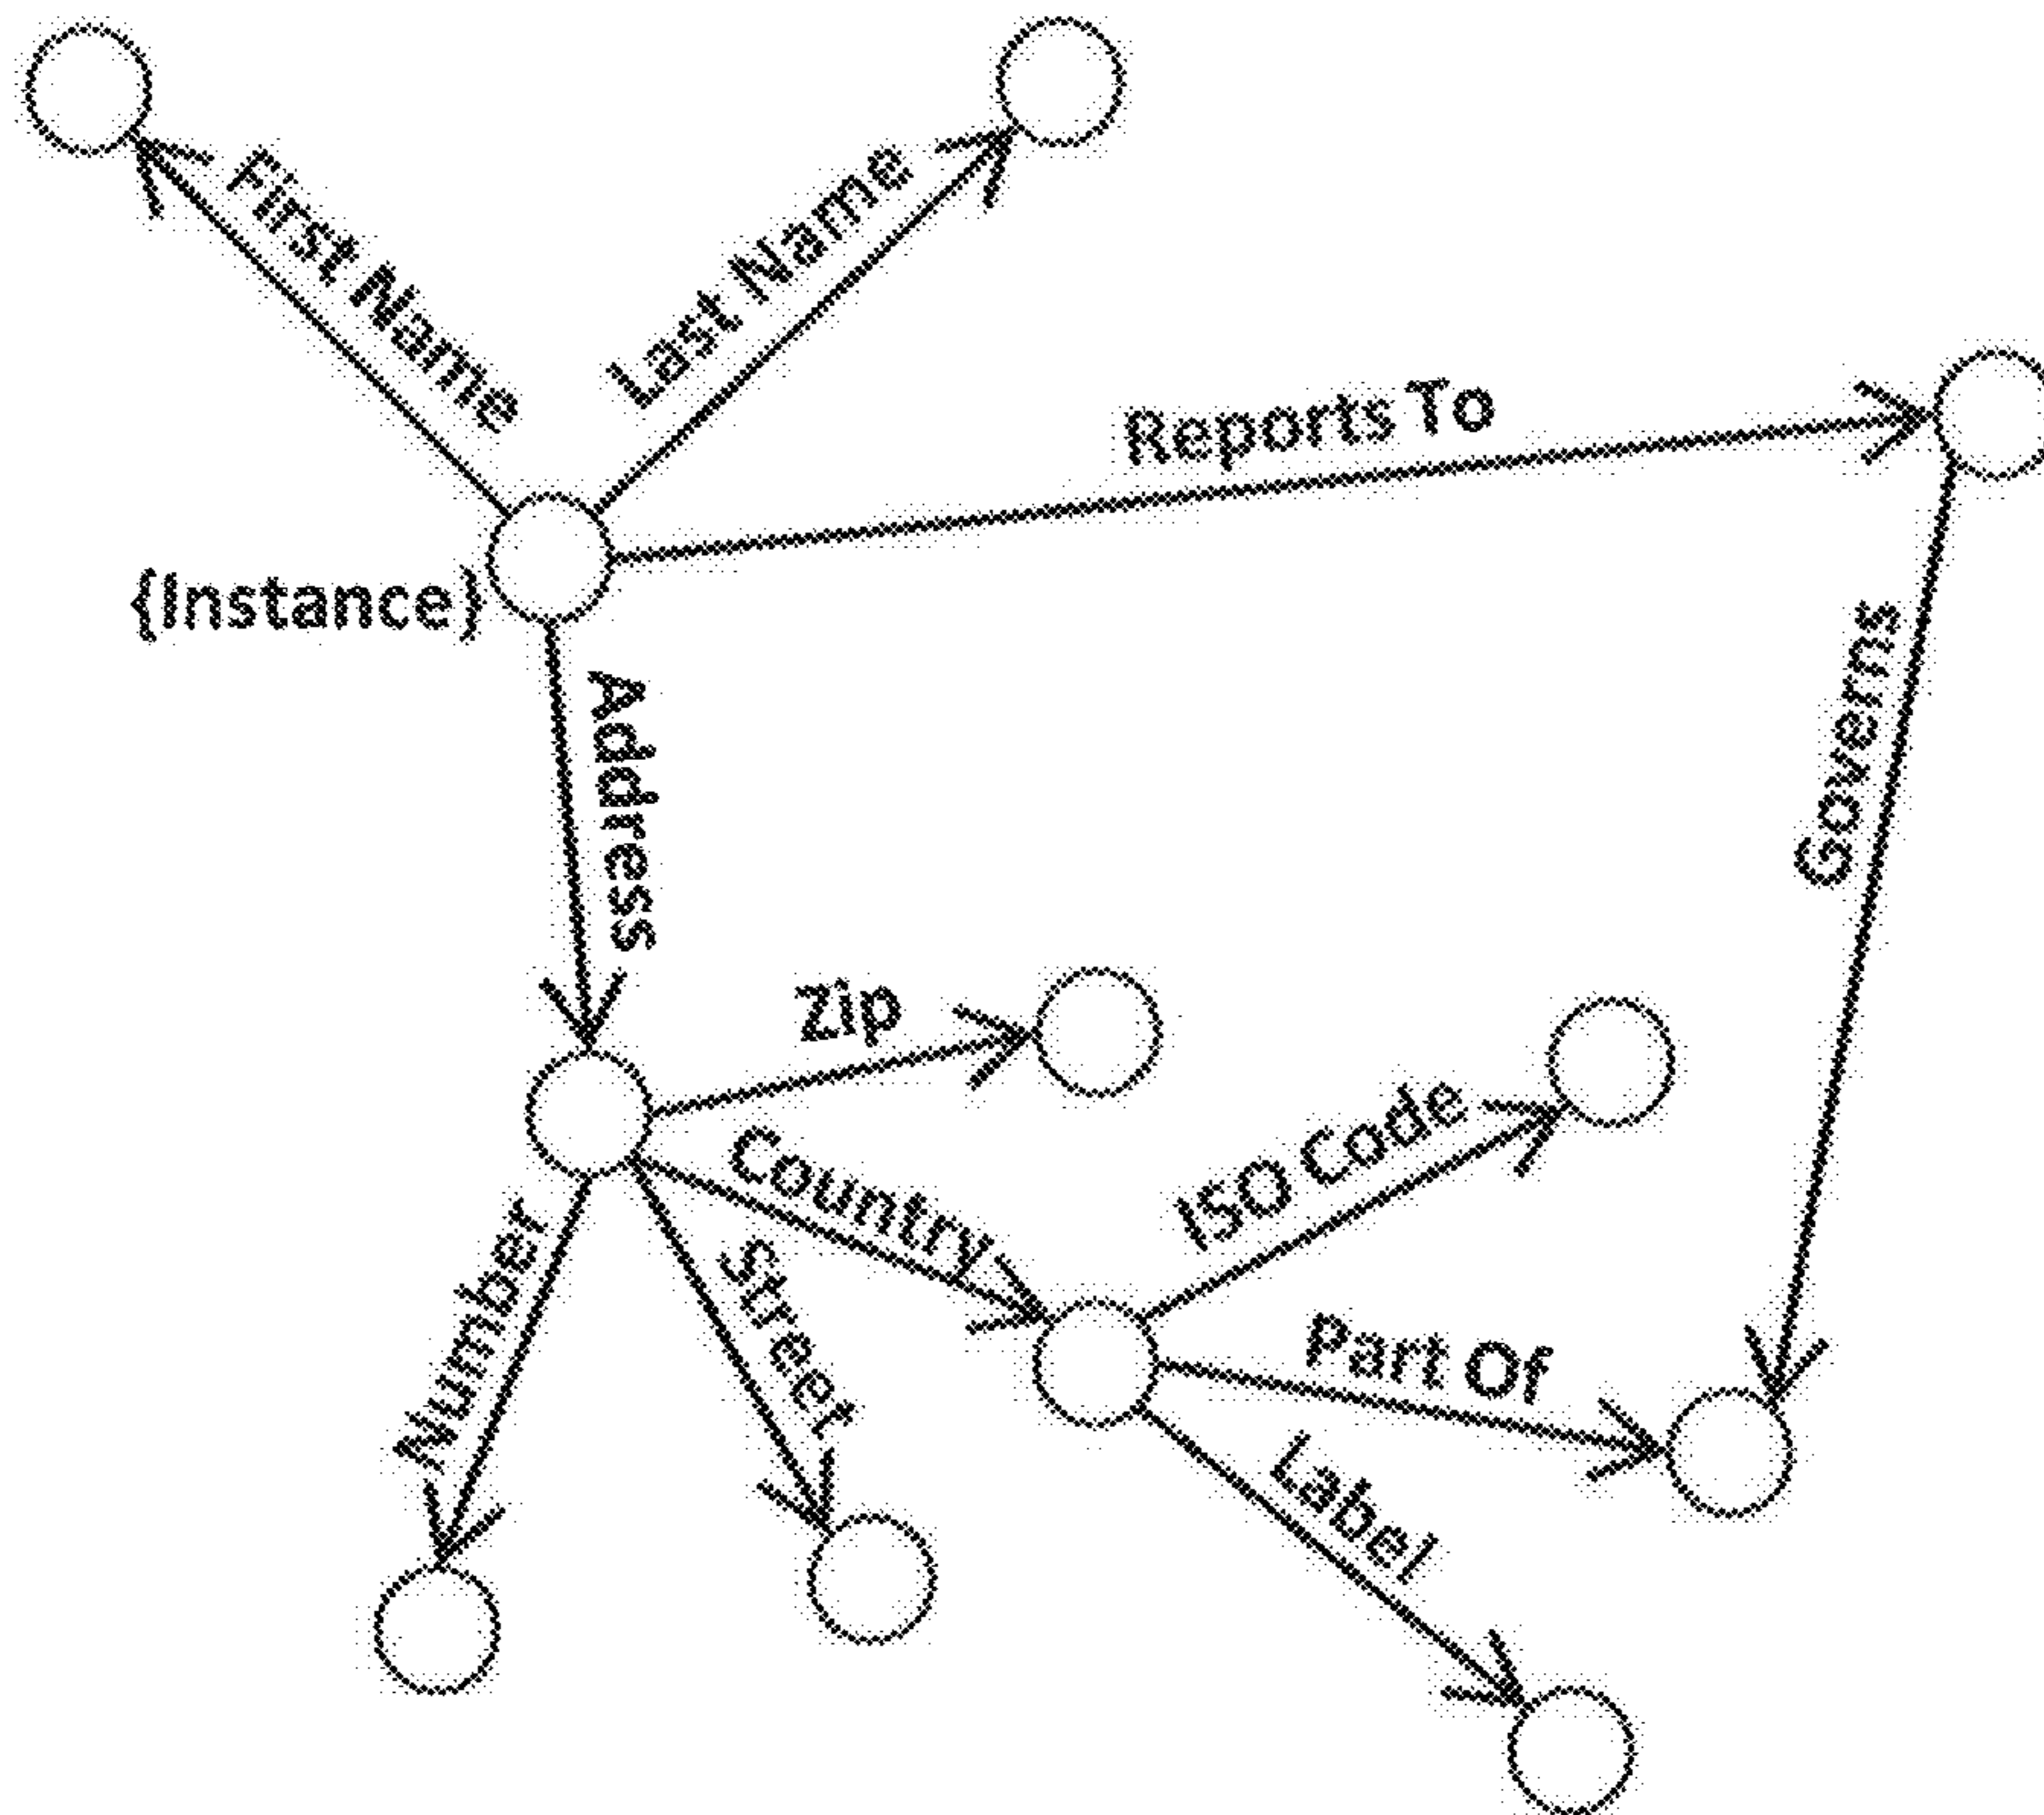 First Name
Last Name
Reports To
{Instance}
Address
Governs
Zip
Country
ISO Code
Number
Street
Part Of
Label